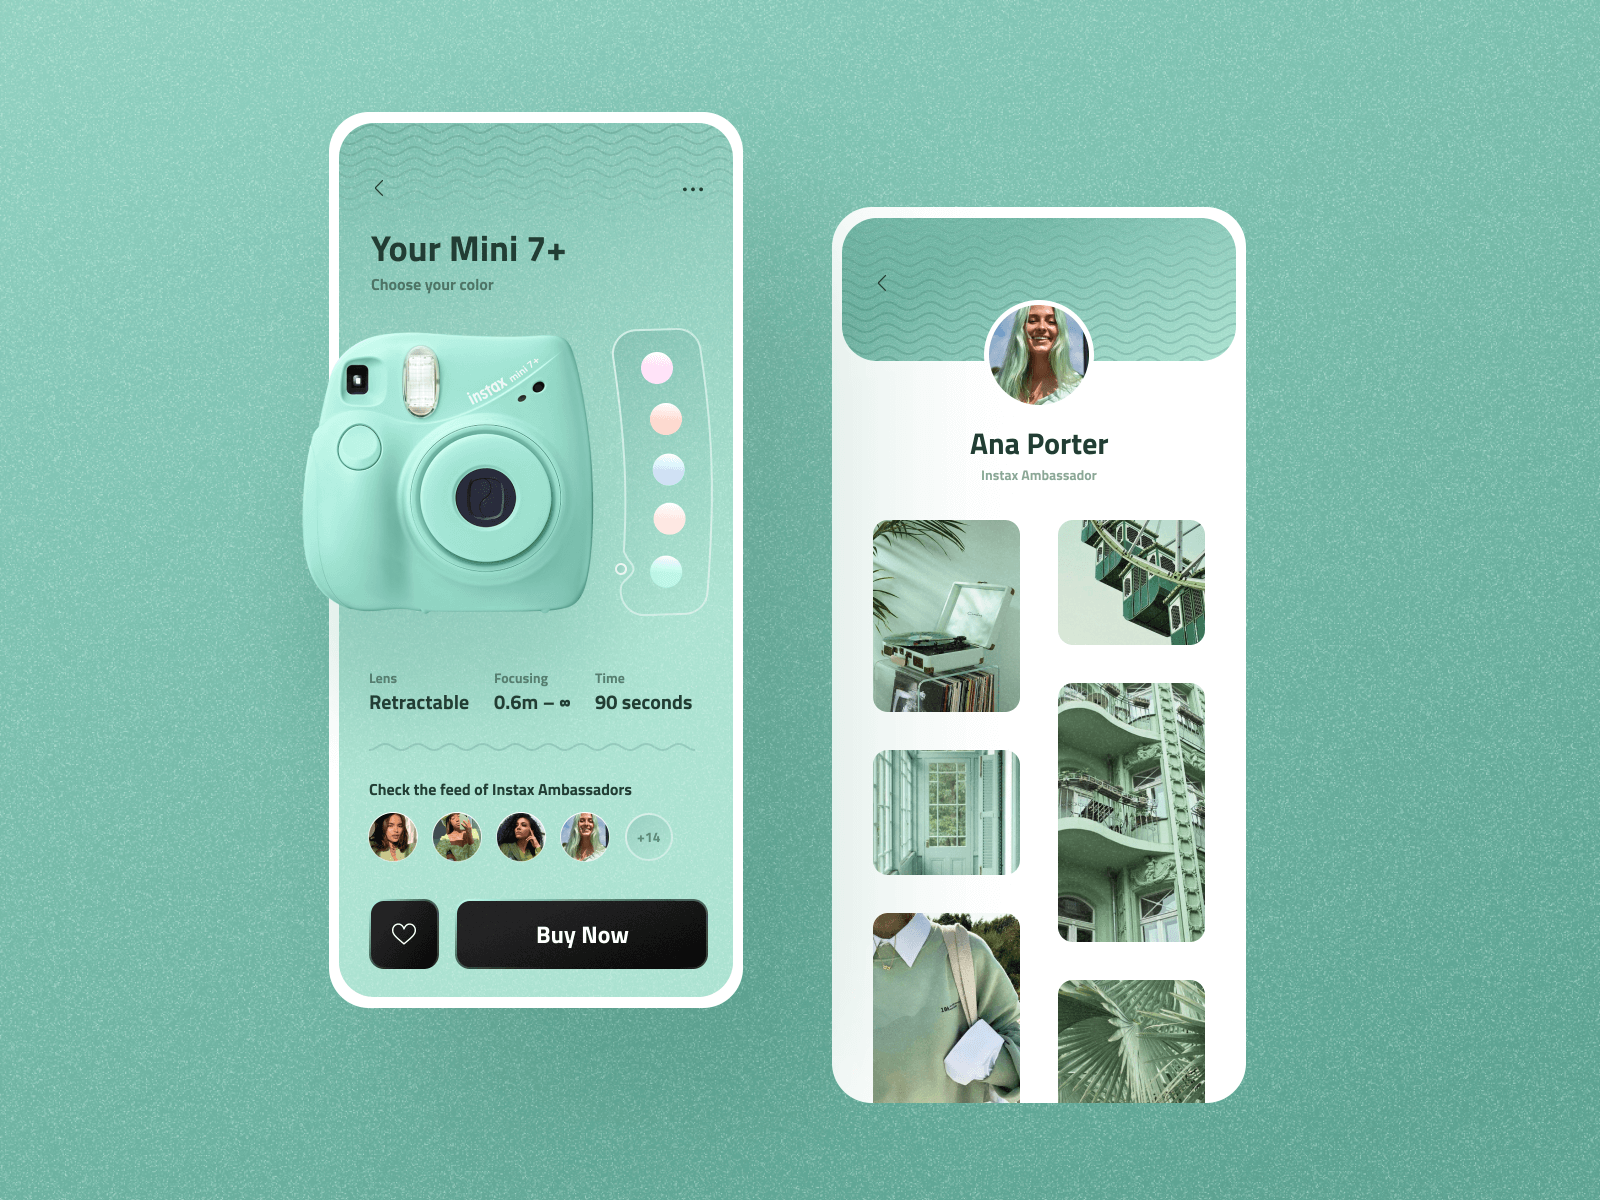 Your Mini 7+
Choose your color
instax mini 7+
Lens
Retractable
Focusing
0.6m – ∞
Time
90 seconds
Check the feed of Instax Ambassadors
+14
Buy Now
Ana Porter
Instax Ambassador